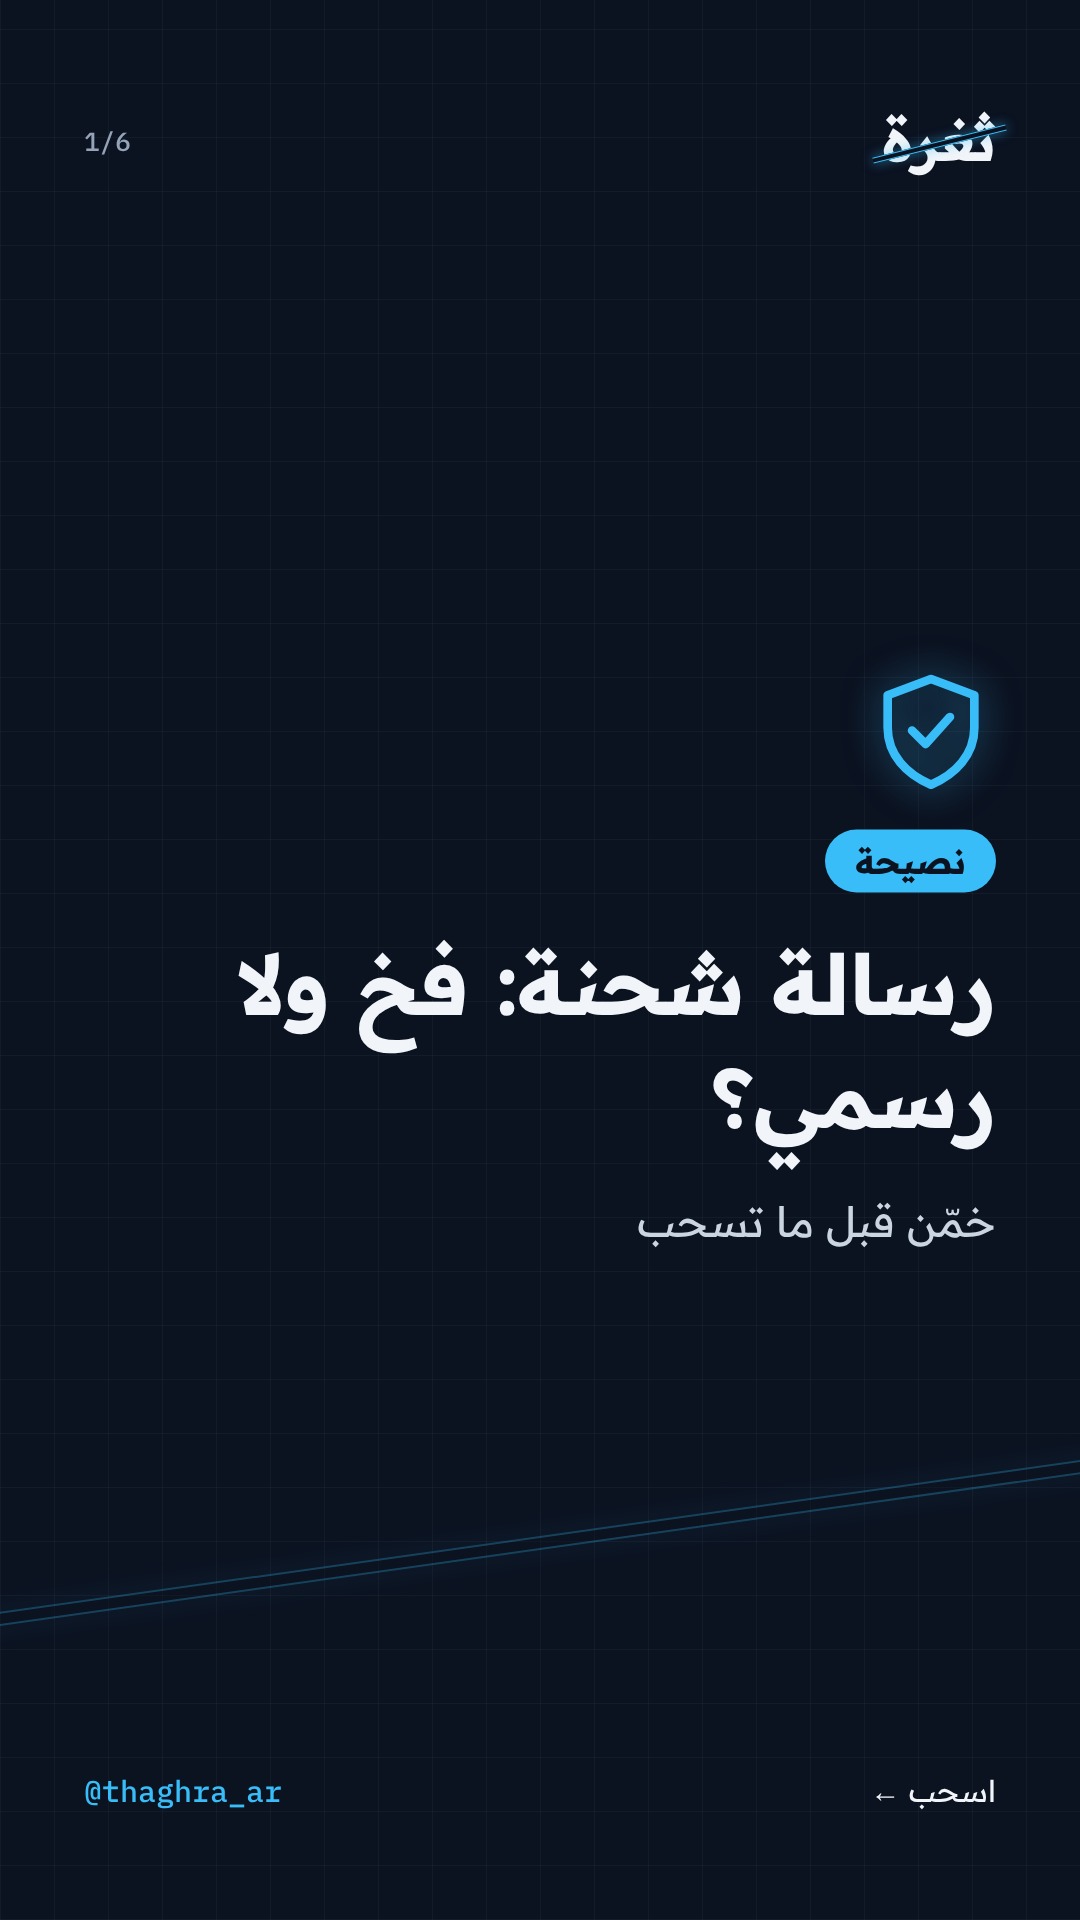 ثغرة
1/6
نصيحة
رسالة شحنة: فخ ولا
رسمي؟
خمّن قبل ما تسحب
اسحب ←
@thaghra_ar